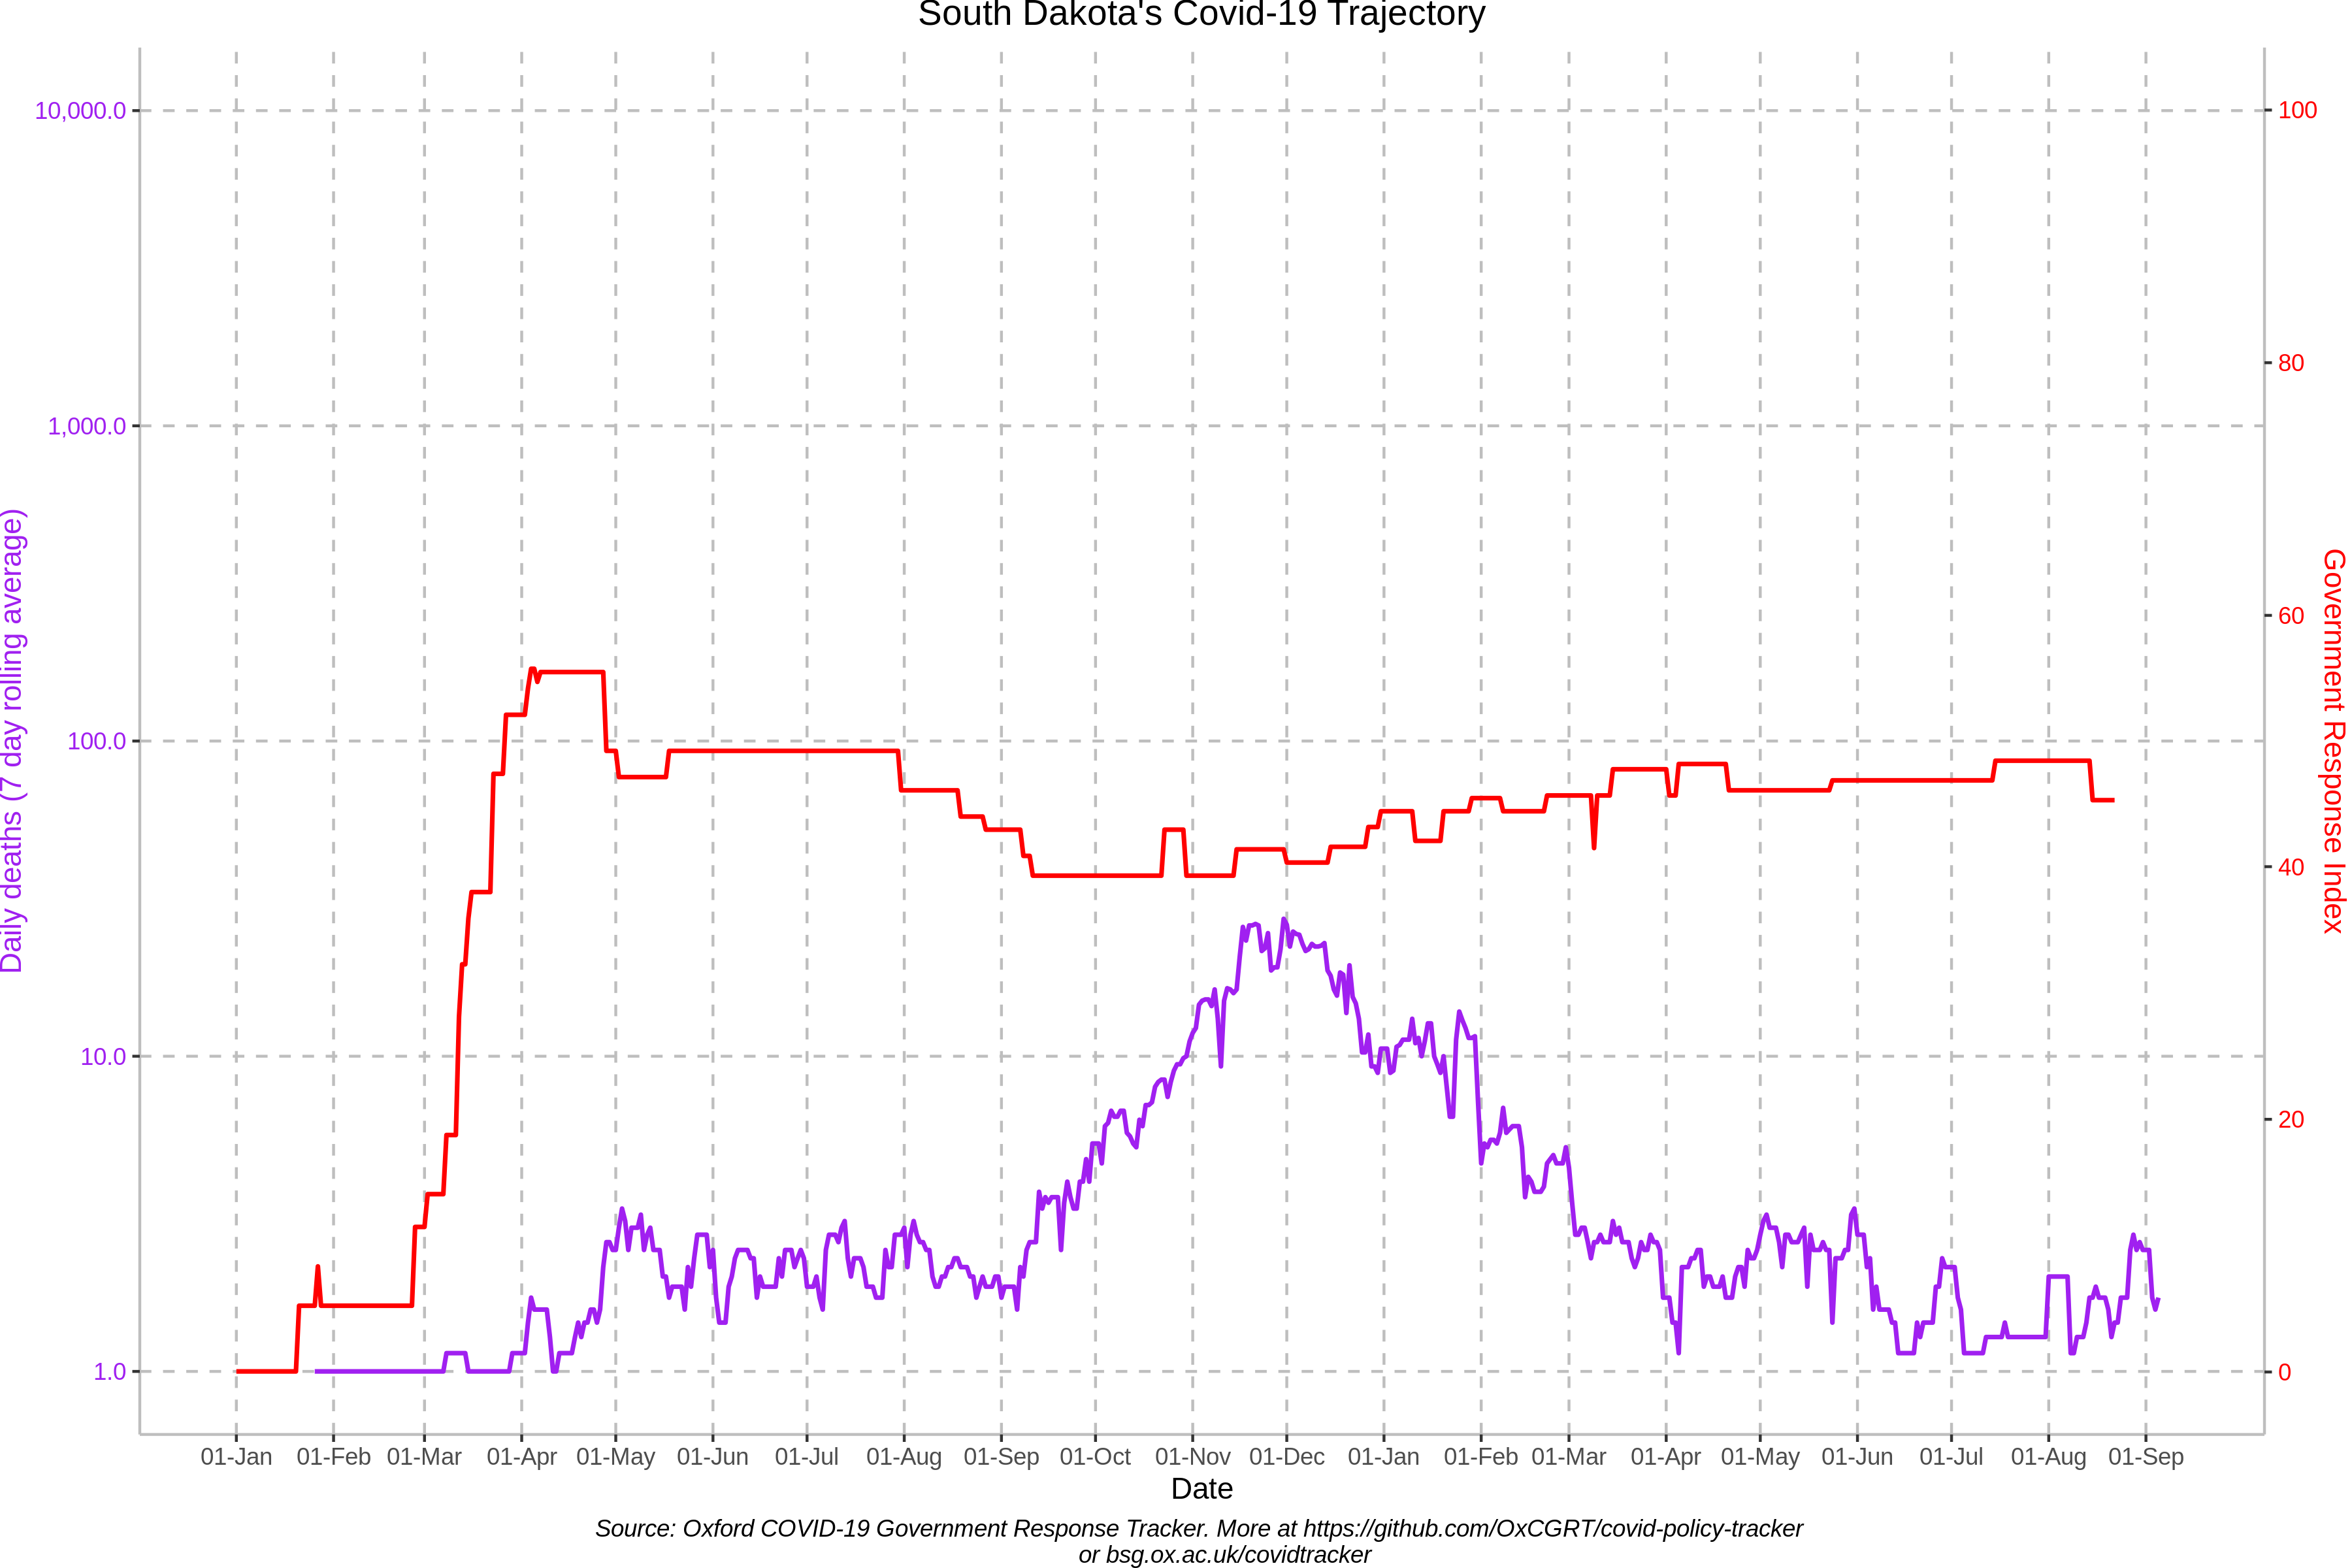 South Dakota's Covid-19 Trajectory
10,000.0
1,000.0
100.0
10.0
1.0
Daily deaths (7 day rolling average)
100
80
60
40
20
0
Government Response Index
01-Jan 01-Feb 01-Mar 01-Apr 01-May 01-Jun 01-Jul 01-Aug 01-Sep 01-Oct 01-Nov 01-Dec 01-Jan 01-Feb 01-Mar 01-Apr 01-May 01-Jun 01-Jul 01-Aug 01-Sep
Date
Source: Oxford COVID-19 Government Response Tracker. More at https://github.com/OxCGRT/covid-policy-tracker
or bsg.ox.ac.uk/covidtracker